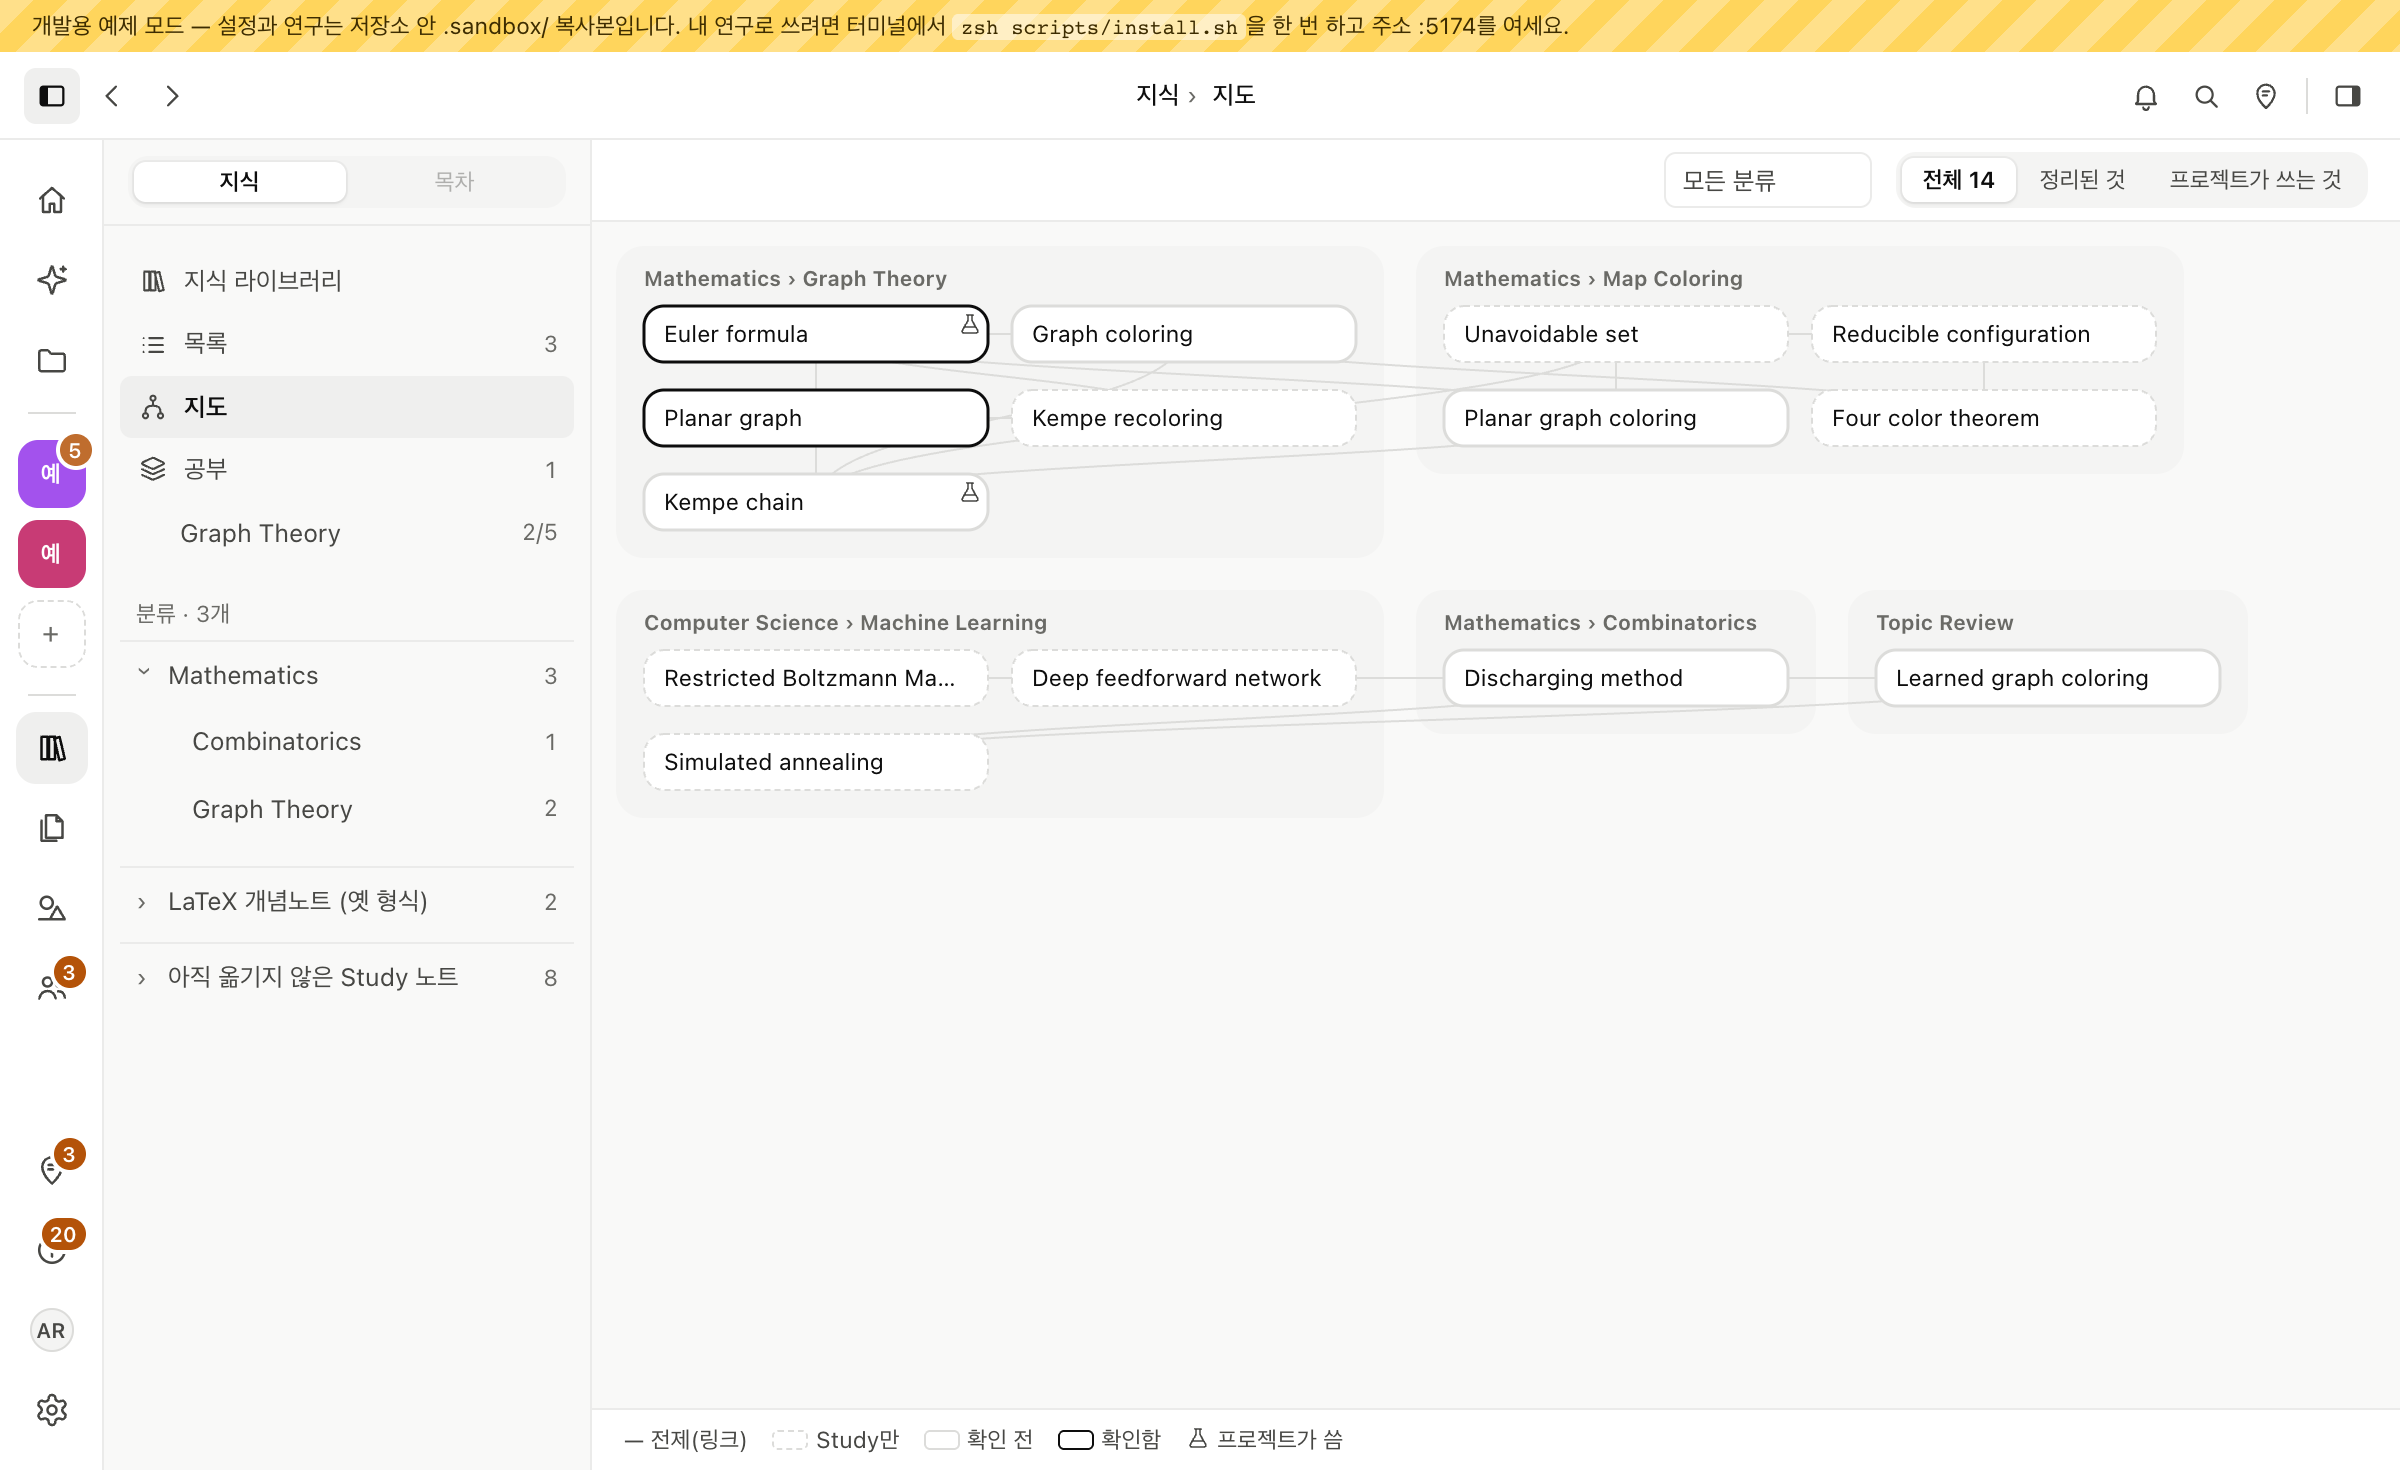 개발용 예제 모드 — 설정과 연구는 저장소 안 .sandbox/ 복사본입니다. 내 연구로 쓰려면 터미널에서 zsh scripts/install.sh을 한 번 하고 주소 :5174를 여세요.
지식 › 지도
지식
목차
지식 라이브러리
목록 3
지도
공부 1
Graph Theory 2/5
분류 · 3개
Mathematics 3
Combinatorics 1
Graph Theory 2
LaTeX 개념노트 (옛 형식) 2
아직 옮기지 않은 Study 노트 8
5
예
예
+
3
3
20
AR
모든 분류
전체 14
정리된 것
프로젝트가 쓰는 것
Mathematics › Graph Theory
Euler formula
Graph coloring
Planar graph
Kempe recoloring
Kempe chain
Mathematics › Map Coloring
Unavoidable set
Reducible configuration
Planar graph coloring
Four color theorem
Computer Science › Machine Learning
Restricted Boltzmann Ma...
Deep feedforward network
Simulated annealing
Mathematics › Combinatorics
Discharging method
Topic Review
Learned graph coloring
— 전제(링크)
Study만
확인 전
확인함
프로젝트가 씀